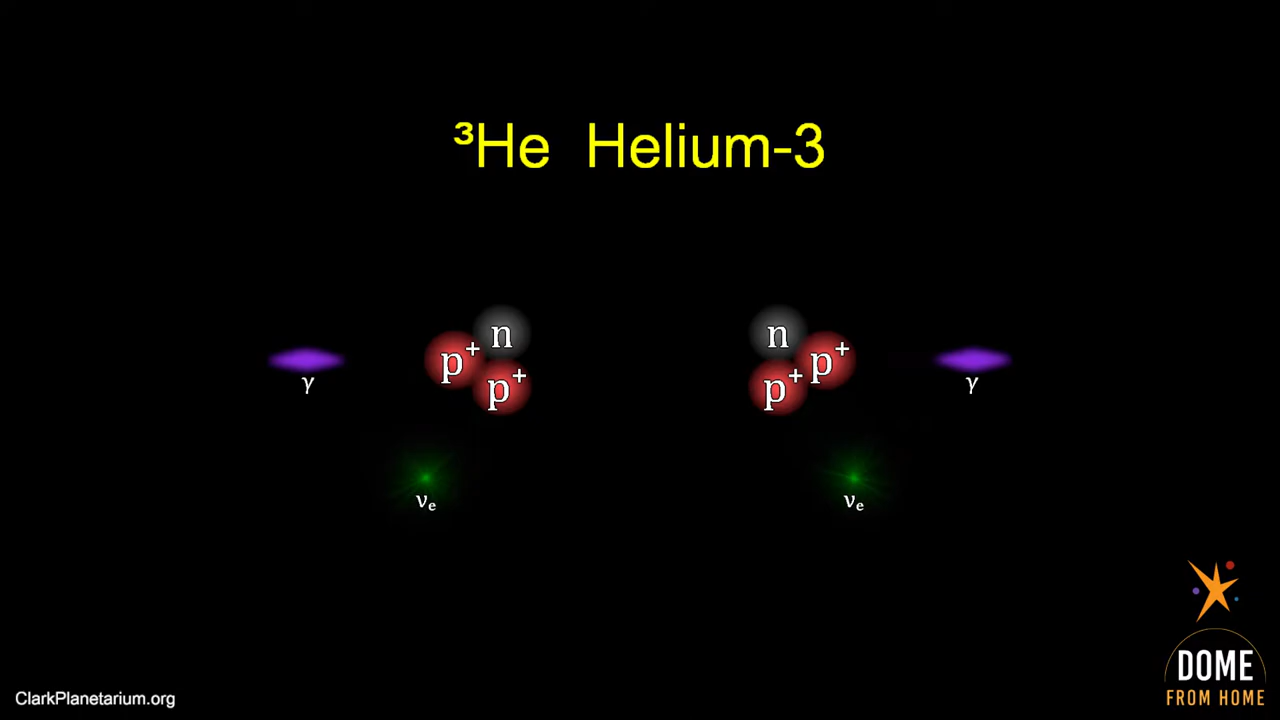 ³He Helium-3
n n
p⁺ p⁺
p⁺ p⁺
γ γ
νₑ νₑ
DOME
FROM HOME
ClarkPlanetarium.org